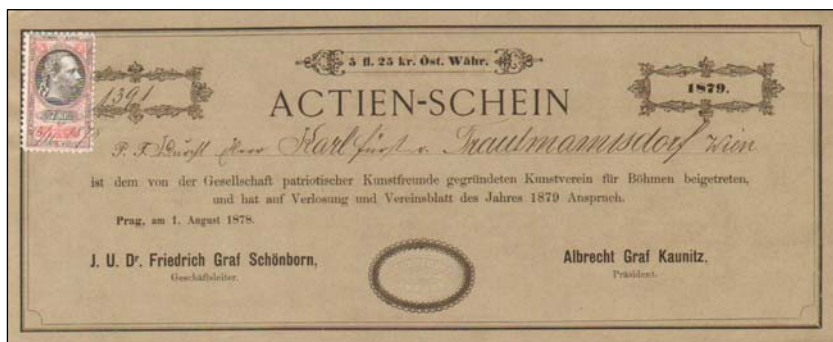 5 fl. 25 kr. Öst. Währ.
1391
1879.
ACTIEN-SCHEIN
P. T. Herr Karl Fürst v. Trautmannsdorf Wien
ist dem von der Gesellschaft patriotischer Kunstfreunde gegründeten Kunstverein für Böhmen beigetreten,
und hat auf Verlosung und Vereinsblatt des Jahres 1879 Anspruch.
Prag, am 1. August 1878.
J. U. Dr. Friedrich Graf Schönborn,
Geschäftsleiter.
Albrecht Graf Kaunitz,
Präsident.